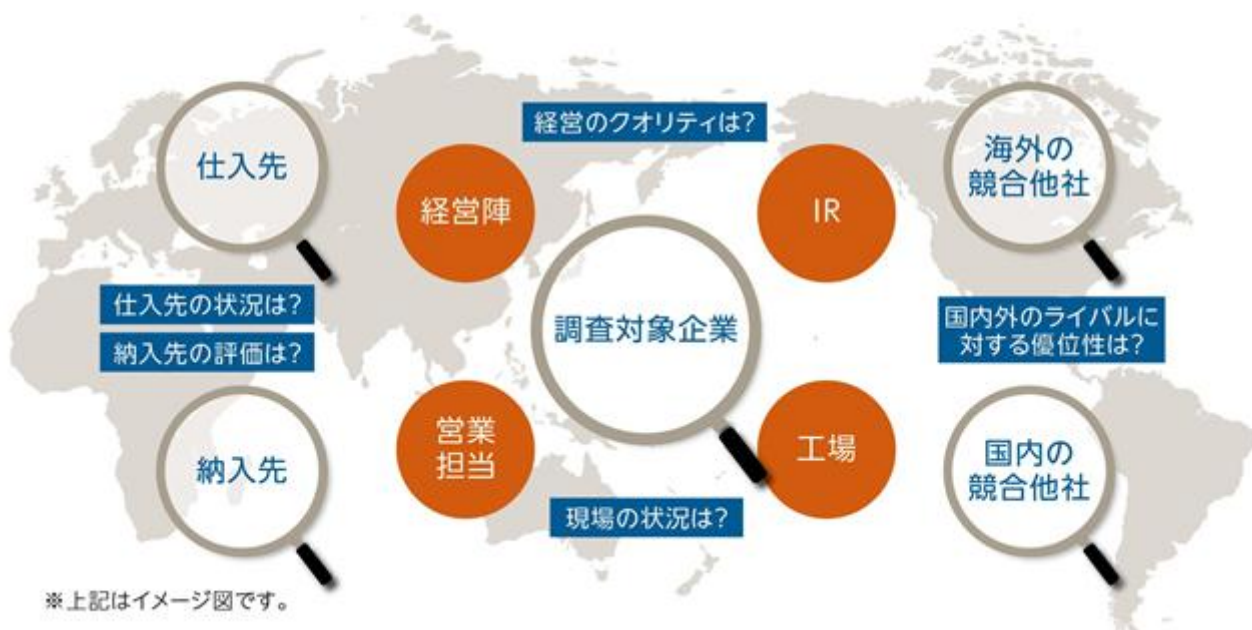 経営のクオリティは?
仕入先
経営陣
IR
海外の
競合他社
調査対象企業
仕入先の状況は?
納入先の評価は?
国内外のライバルに
対する優位性は?
営業
担当
工場
納入先
国内の
競合他社
現場の状況は?
※上記はイメージ図です。